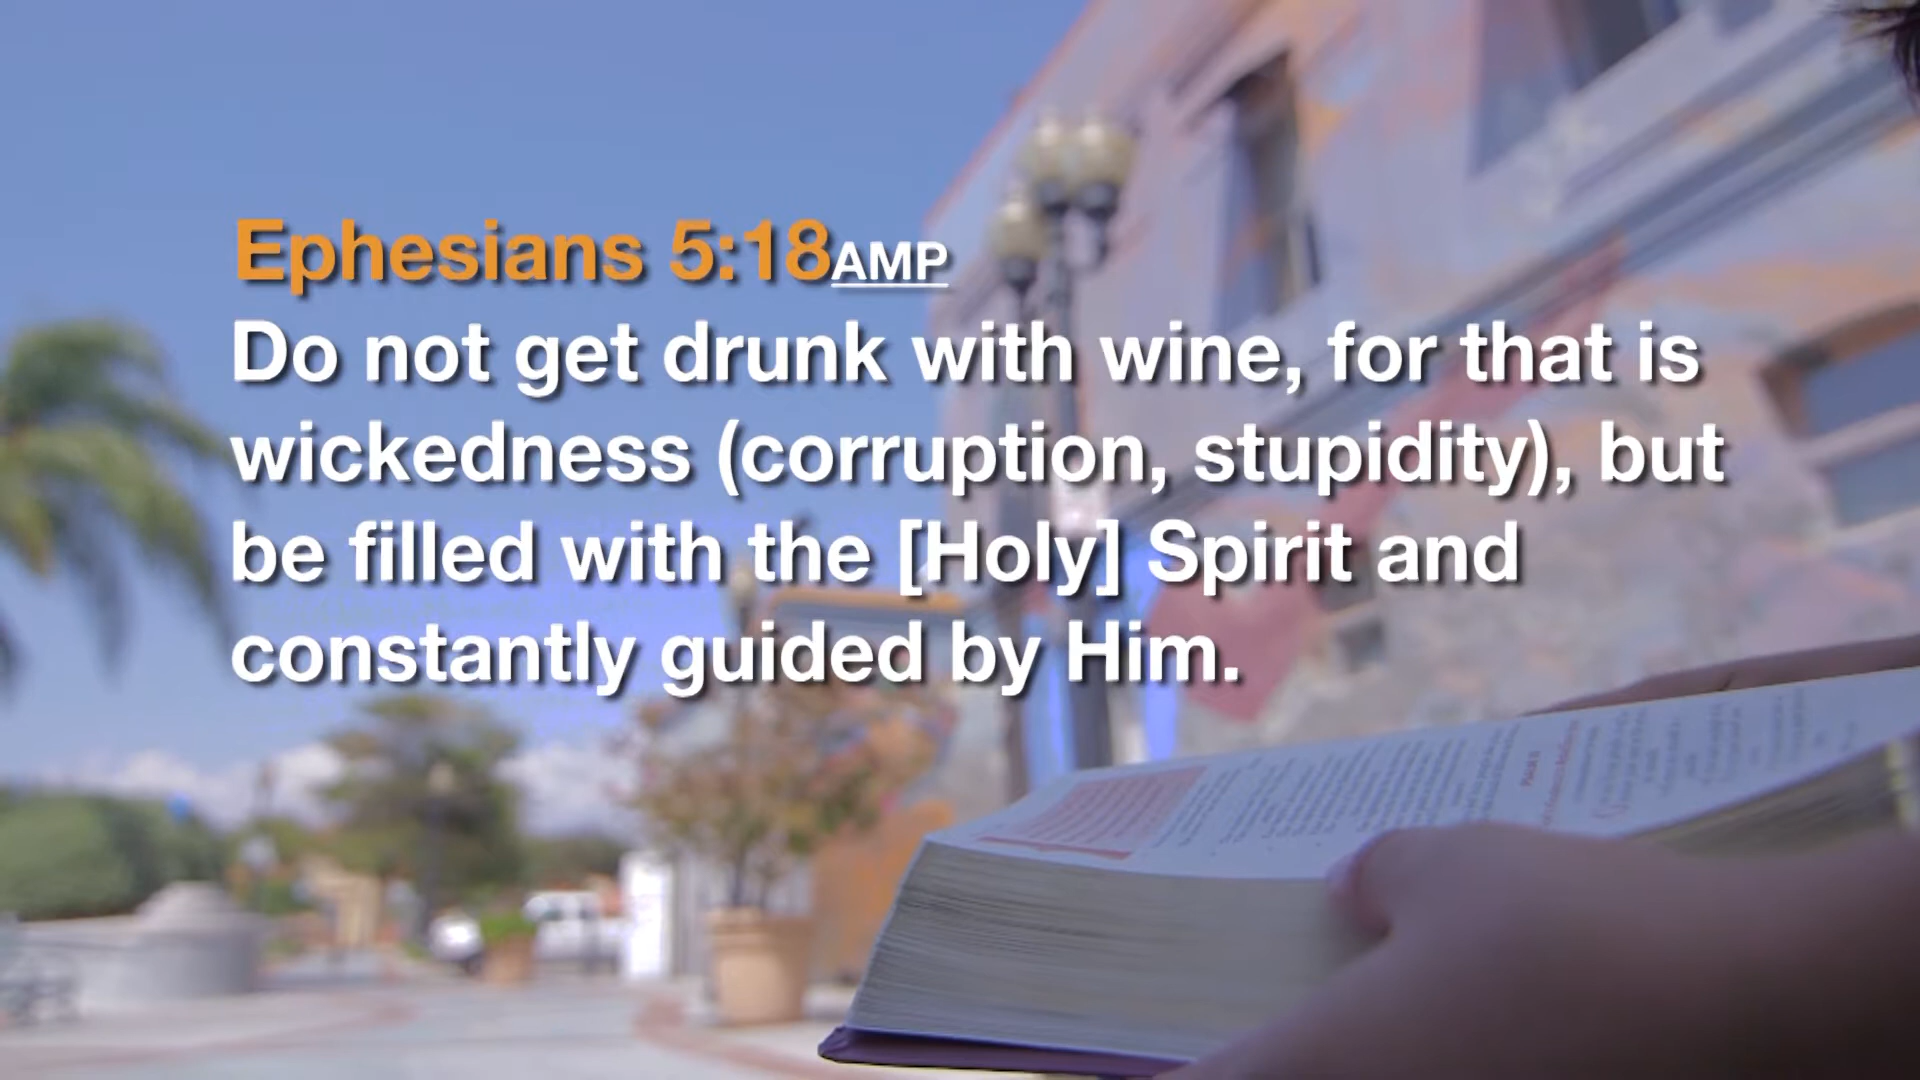 Ephesians 5:18AMP
Do not get drunk with wine, for that is
wickedness (corruption, stupidity), but
be filled with the [Holy] Spirit and
constantly guided by Him.